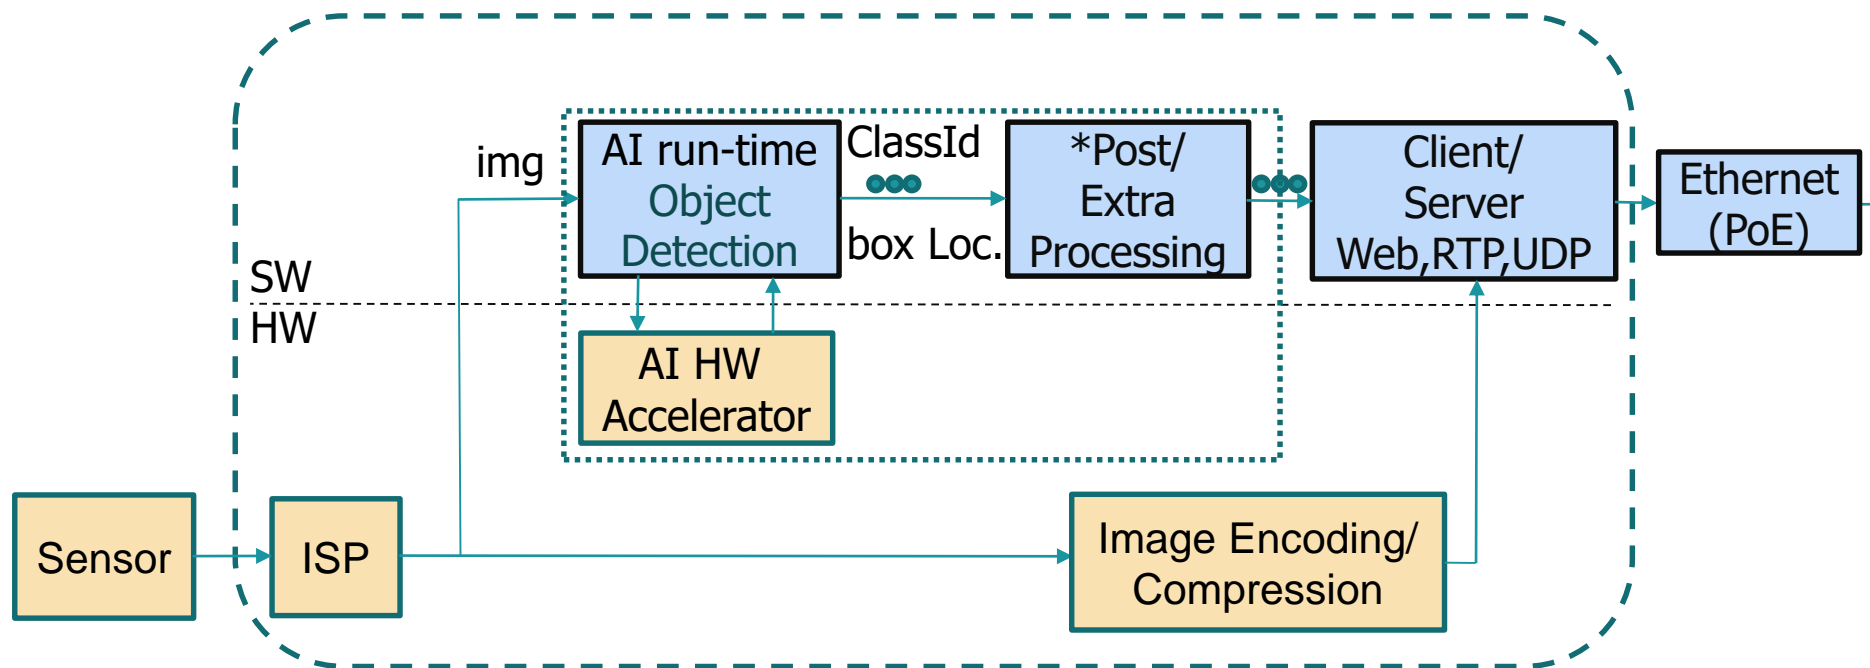 img
AI run-time
Object
Detection
ClassId
box Loc.
*Post/
Extra
Processing
Client/
Server
Web,RTP,UDP
Ethernet
(PoE)
SW
HW
AI HW
Accelerator
Sensor
ISP
Image Encoding/
Compression